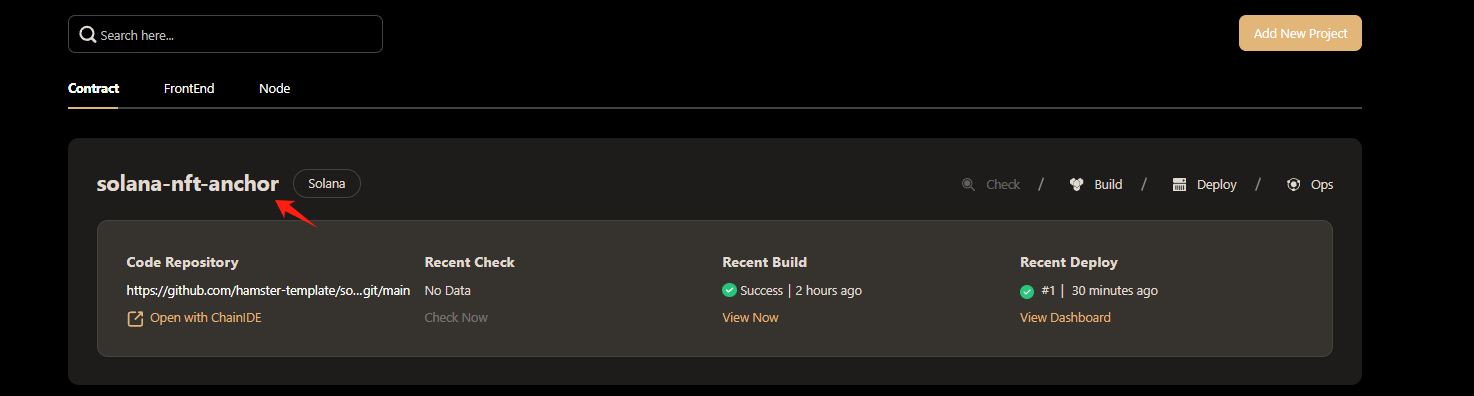 Search here...
Add New Project
Contract FrontEnd Node
solana-nft-anchor Solana
Check / Build / Deploy / Ops
Code Repository Recent Check Recent Build Recent Deploy
https://github.com/hamster-template/so...git/main No Data Success | 2 hours ago #1 | 30 minutes ago
Open with ChainIDE Check Now View Now View Dashboard